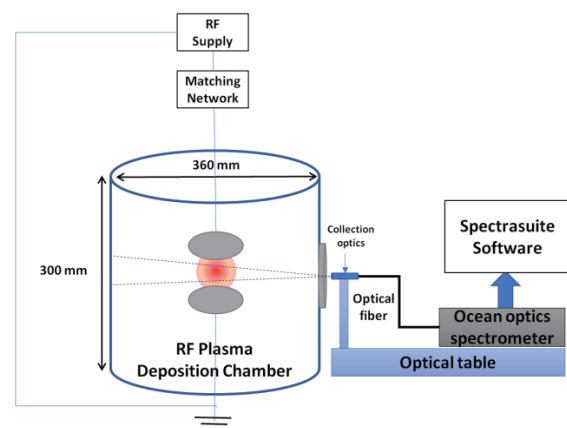 RF
Supply
Matching
Network
360 mm
300 mm
Collection
optics
Optical
fiber
Spectrasuite
Software
Ocean optics
spectrometer
Optical table
RF Plasma
Deposition Chamber